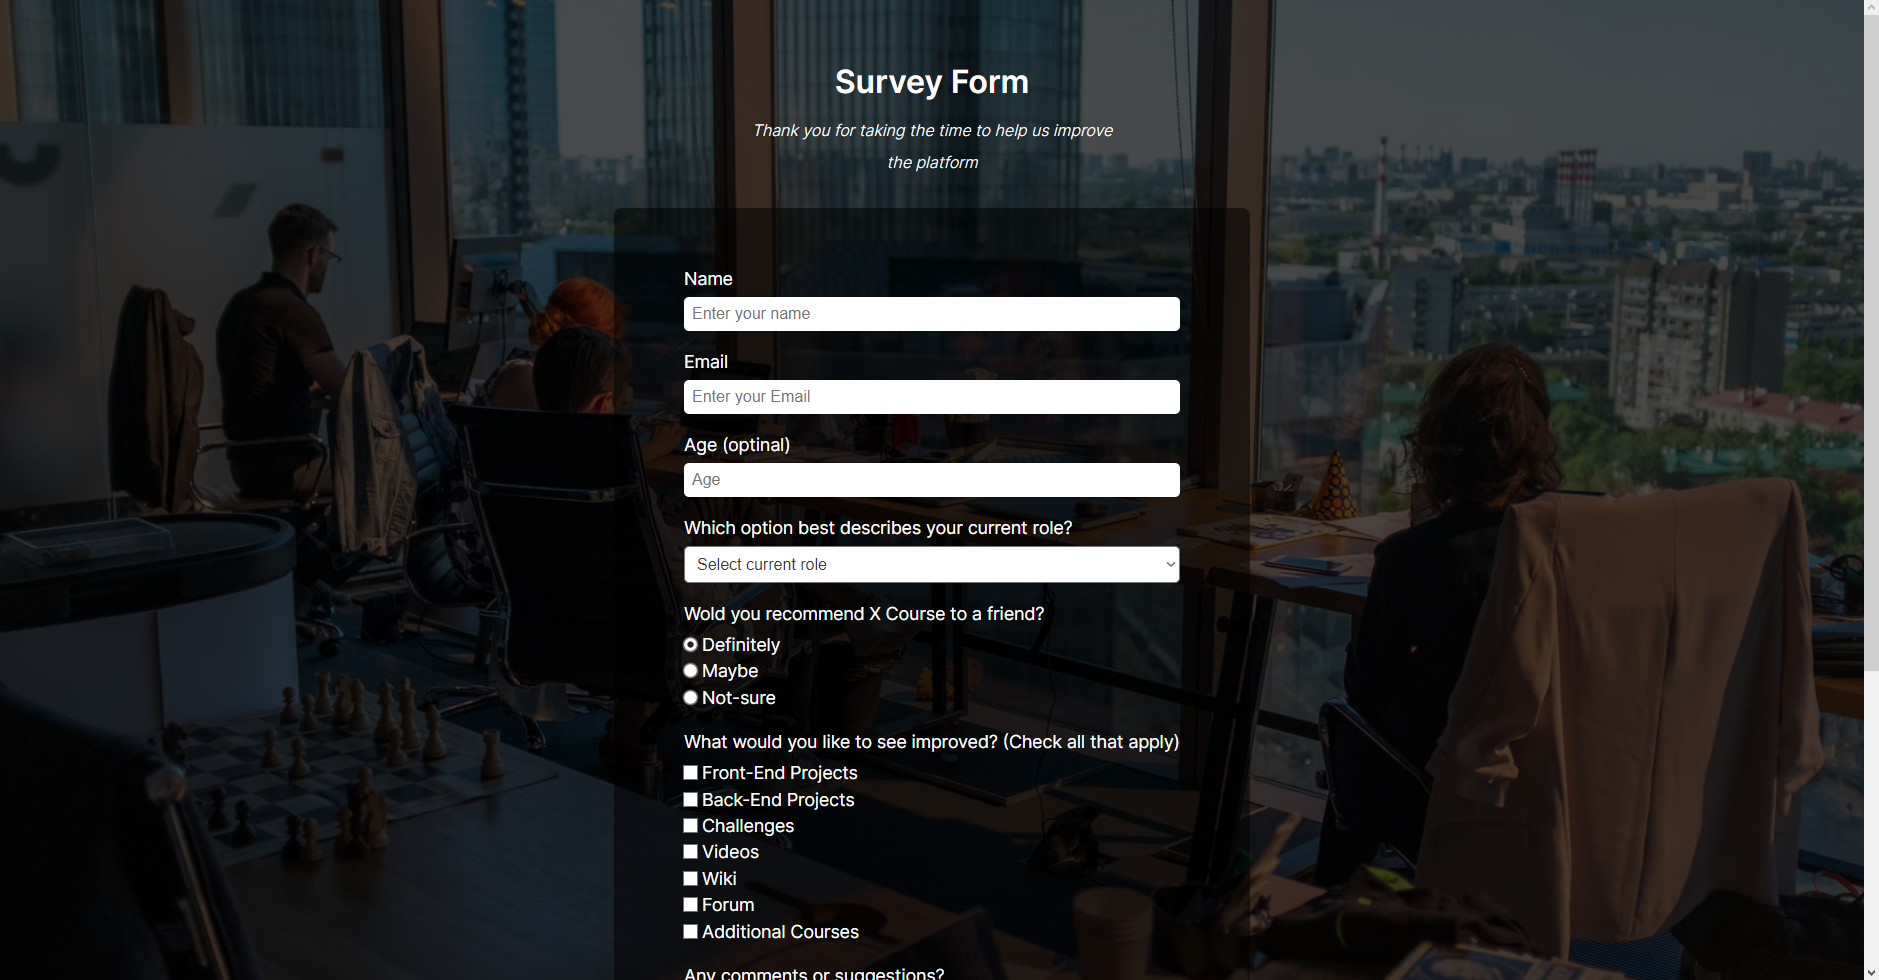 Survey Form
Thank you for taking the time to help us improve
the platform
Name
Enter your name
Email
Enter your Email
Age (optinal)
Age
Which option best describes your current role?
Select current role
Wold you recommend X Course to a friend?
Definitely
Maybe
Not-sure
What would you like to see improved? (Check all that apply)
Front-End Projects
Back-End Projects
Challenges
Videos
Wiki
Forum
Additional Courses
Any comments or suggestions?